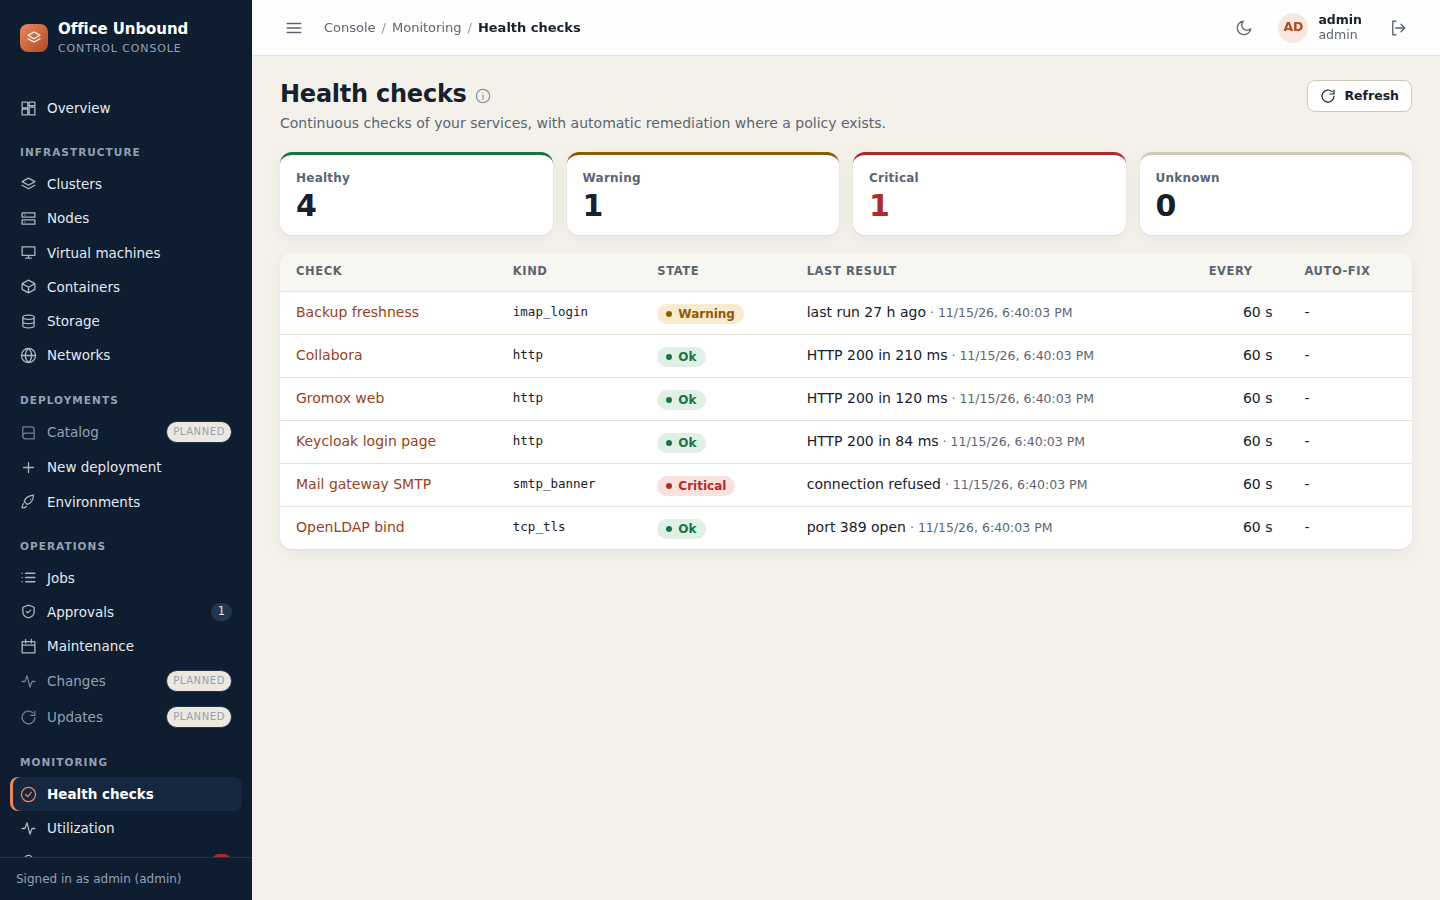 Office Unbound
CONTROL CONSOLE
Overview
INFRASTRUCTURE
Clusters
Nodes
Virtual machines
Containers
Storage
Networks
DEPLOYMENTS
Catalog PLANNED
New deployment
Environments
OPERATIONS
Jobs
Approvals 1
Maintenance
Changes PLANNED
Updates PLANNED
MONITORING
Health checks
Utilization
Signed in as admin (admin)
Console / Monitoring / Health checks
AD admin
admin
Health checks
Refresh
Continuous checks of your services, with automatic remediation where a policy exists.
Healthy
4
Warning
1
Critical
1
Unknown
0
CHECK KIND STATE LAST RESULT EVERY AUTO-FIX
Backup freshness imap_login Warning last run 27 h ago · 11/15/26, 6:40:03 PM 60 s -
Collabora http Ok HTTP 200 in 210 ms · 11/15/26, 6:40:03 PM 60 s -
Gromox web http Ok HTTP 200 in 120 ms · 11/15/26, 6:40:03 PM 60 s -
Keycloak login page http Ok HTTP 200 in 84 ms · 11/15/26, 6:40:03 PM 60 s -
Mail gateway SMTP smtp_banner Critical connection refused · 11/15/26, 6:40:03 PM 60 s -
OpenLDAP bind tcp_tls Ok port 389 open · 11/15/26, 6:40:03 PM 60 s -